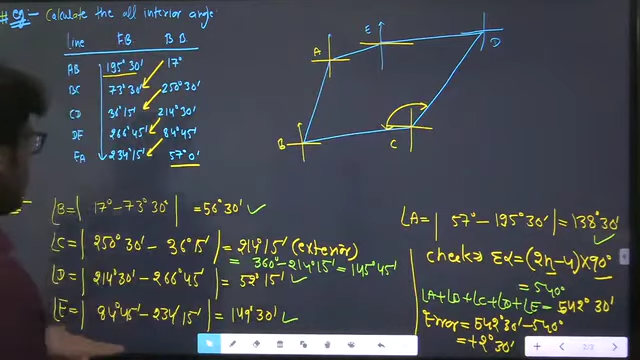 # eg:- Calculate the all interior angle
Line FB BB
AB 195°30' 17°
BC 73°30' 250°30'
CD 36°15' 214°30'
DE 266°45' 84°45'
EA 234°15' 57°0'
A
E
D
B
C
∠B = | 17° - 73°30' | = 56°30' ✓
∠C = | 250°30' - 36°15' | = 214°15' (exterior)
= 360° - 214°15' = 145°45'
∠D = | 214°30' - 266°45' | = 52°15' ✓
∠E = | 84°45' - 234°15' | = 149°30' ✓
∠A = | 57° - 195°30' | = 138°30' ✓
check⇒ Σα = (2n-4)×90°
= 540°
∠A+∠B+∠C+∠D+∠E = 542°30'
Error = 542°30' - 540°
= +2°30'